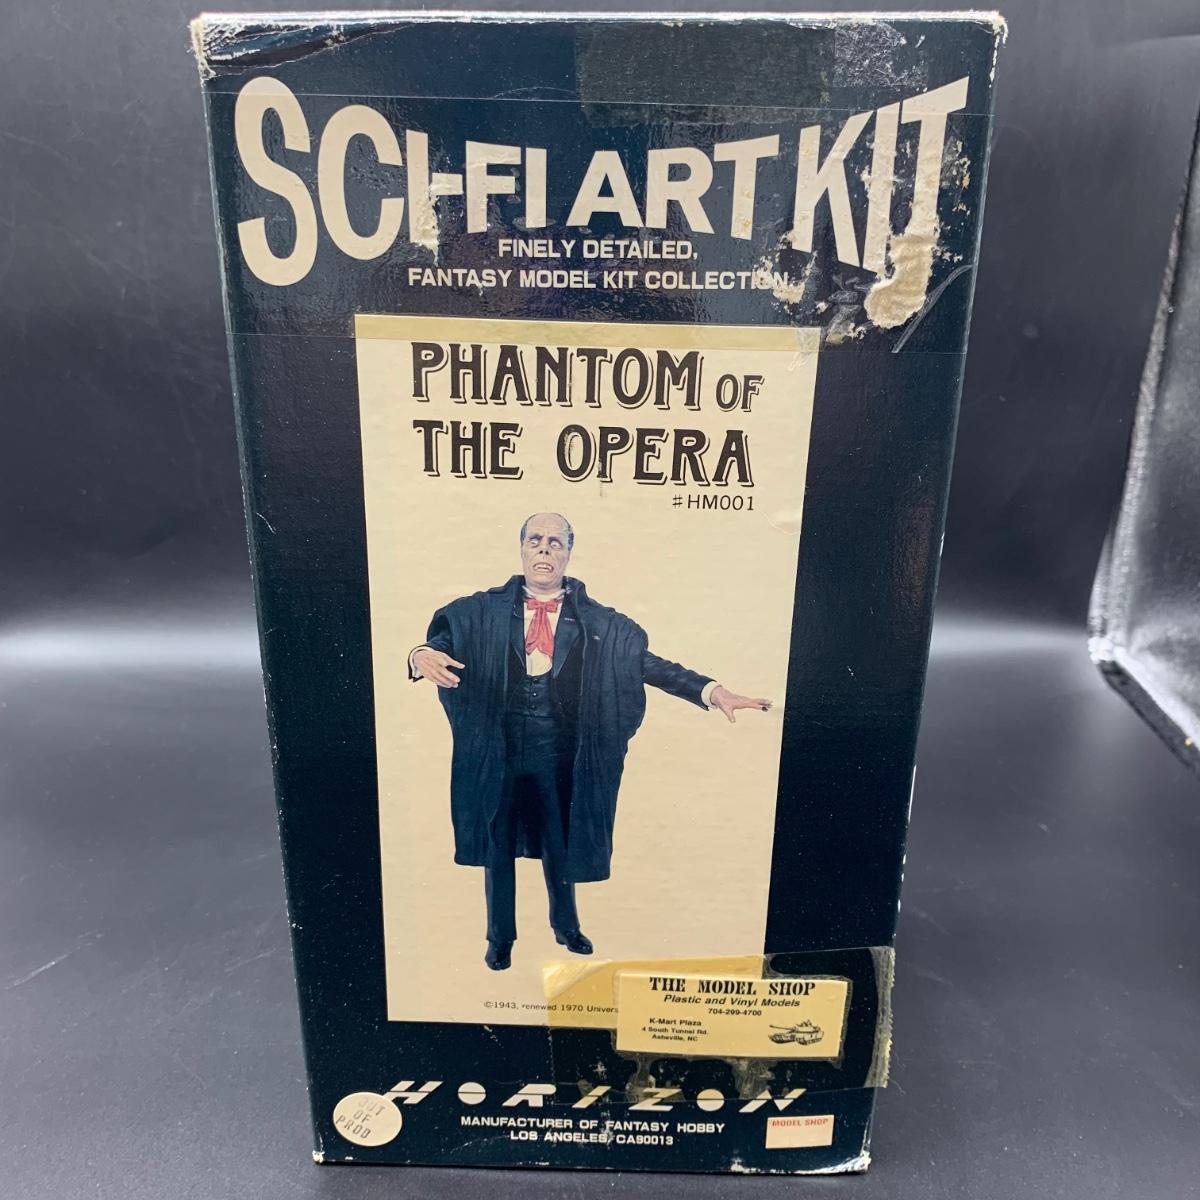 SCI-FI ART KIT
FINELY DETAILED,
FANTASY MODEL KIT COLLECTION
PHANTOM OF
THE OPERA
#HM001
©1943, renewed 1970 Univers
THE MODEL SHOP
Plastic and Vinyl Models
704-299-4700
K-Mart Plaza
4 South Tunnel Rd.
Asheville, NC
HORIZON
OUT
OF
PROD
MANUFACTURER OF FANTASY HOBBY
LOS ANGELES, CA90013
MODEL SHOP